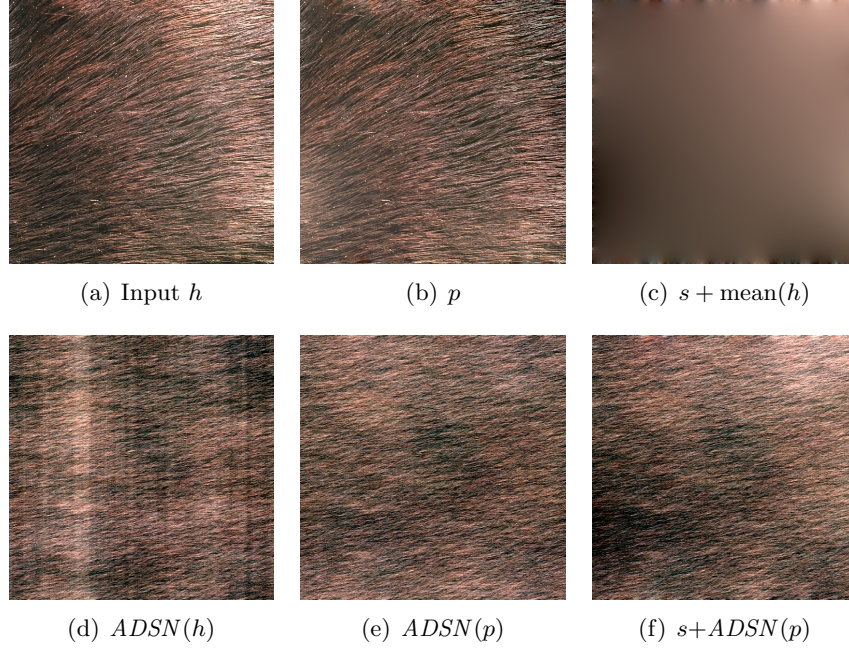 (a) Input h
(b) p
(c) s + mean(h)
(d) ADSN(h)
(e) ADSN(p)
(f) s+ADSN(p)